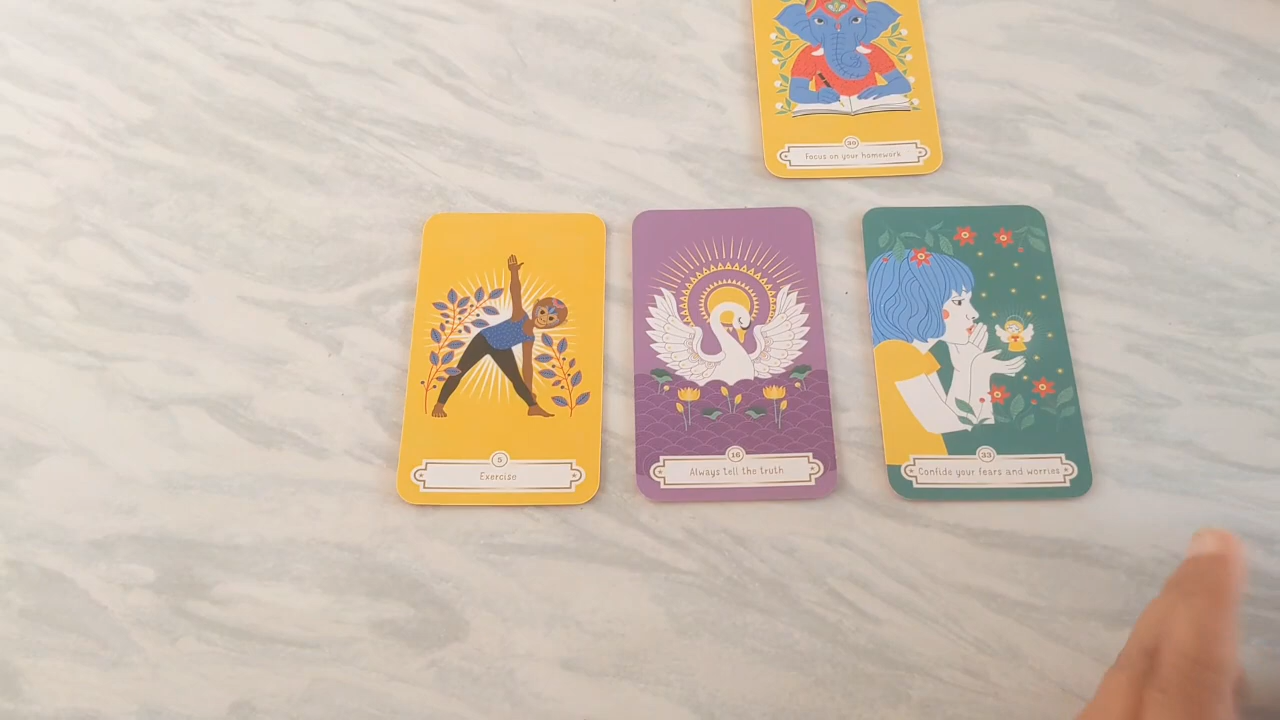 30
Focus on your homework
5
Exercise
16
Always tell the truth
33
Confide your fears and worries